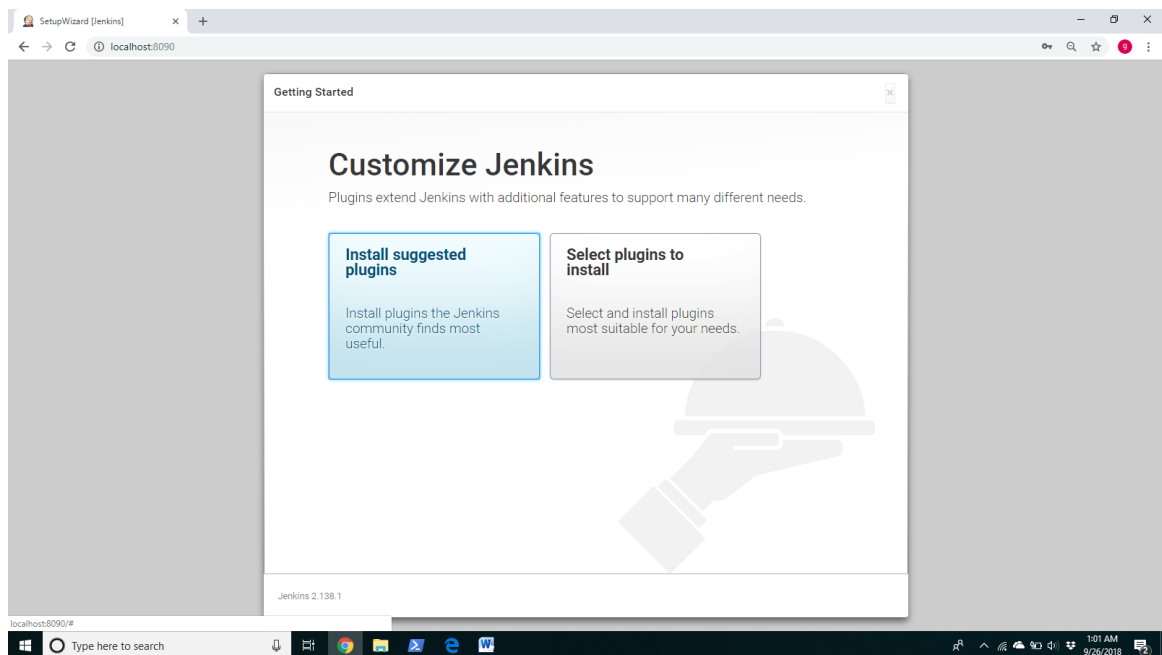 SetupWizard [Jenkins]
localhost:8090
g
Getting Started
Customize Jenkins
Plugins extend Jenkins with additional features to support many different needs.
Install suggested
plugins
Install plugins the Jenkins
community finds most
useful.
Select plugins to
install
Select and install plugins
most suitable for your needs.
Jenkins 2.138.1
localhost:8090/#
Type here to search
1:01 AM
9/26/2018
2